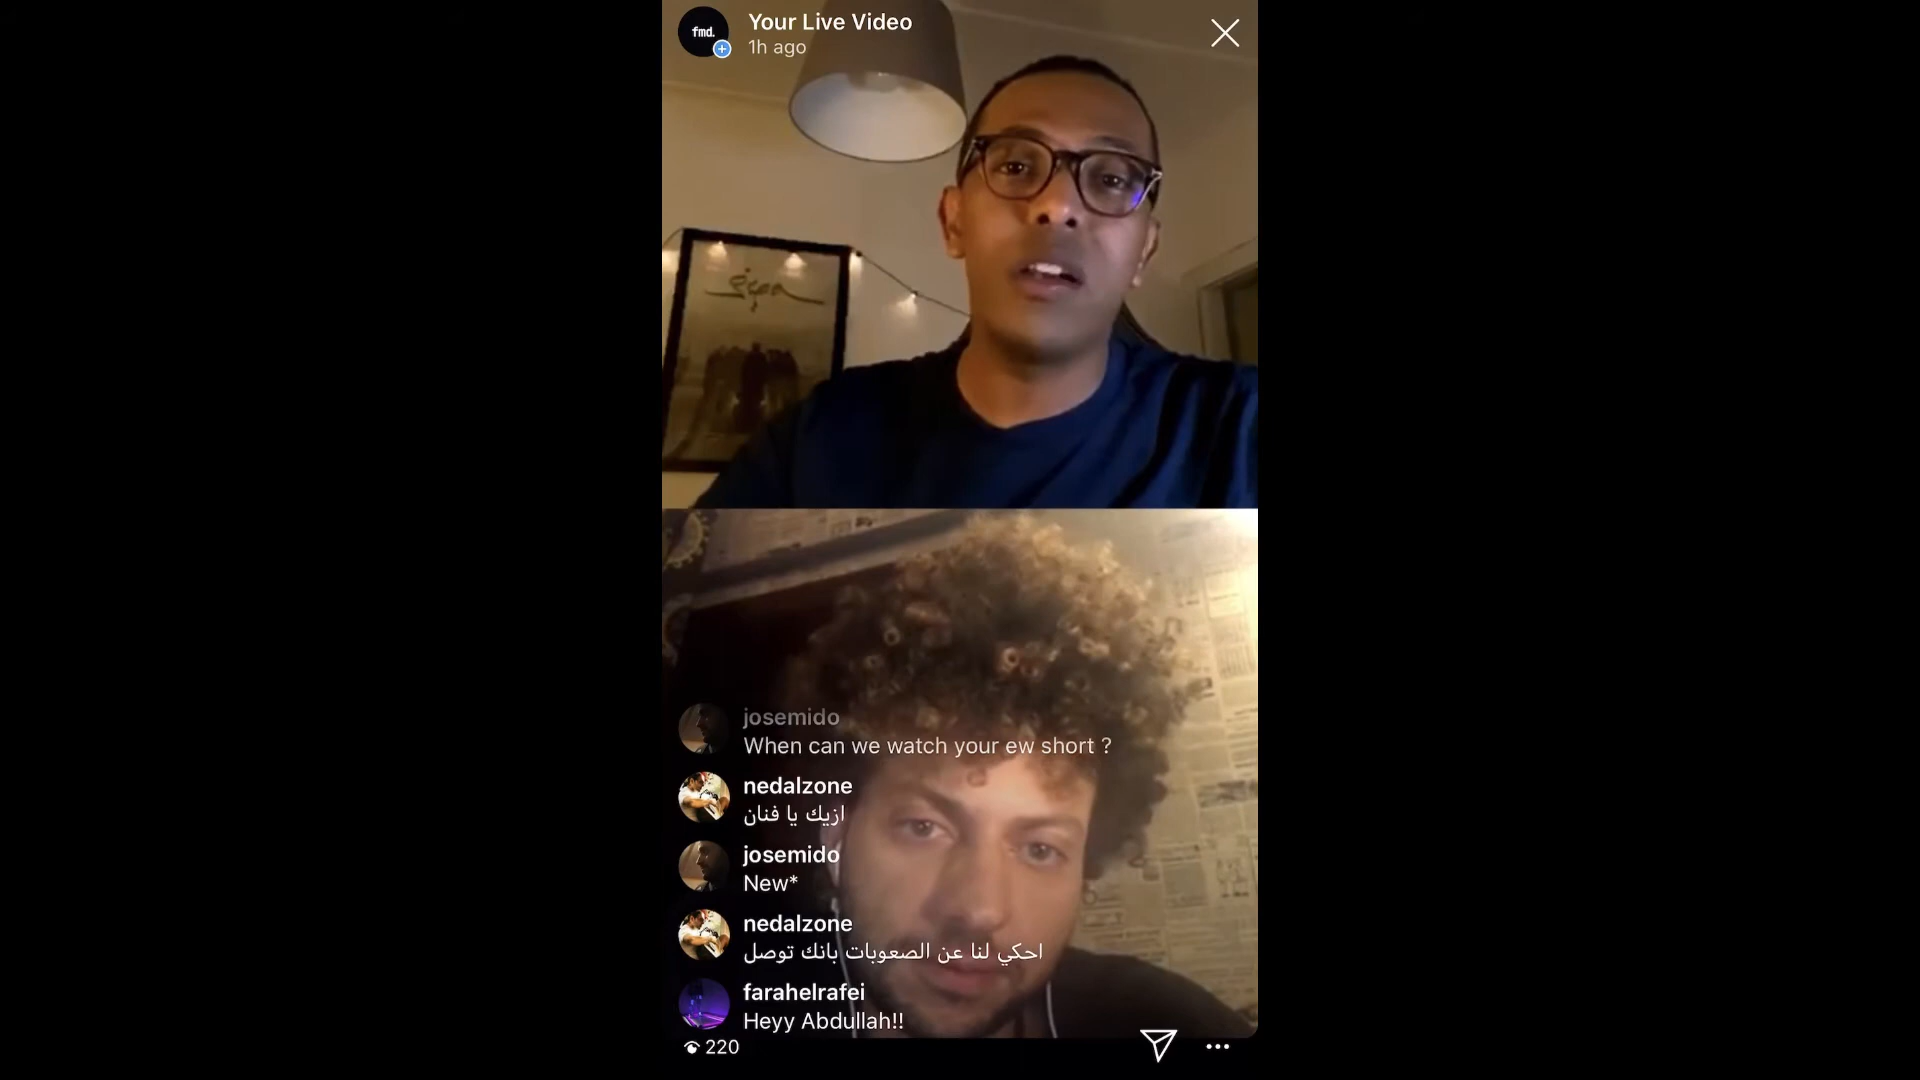 fmd.
Your Live Video
1h ago
josemido
When can we watch your ew short ?
nedalzone
ازيك يا فنان
josemido
New*
nedalzone
احكي لنا عن الصعوبات بانك توصل
farahelrafei
Heyy Abdullah!!
220